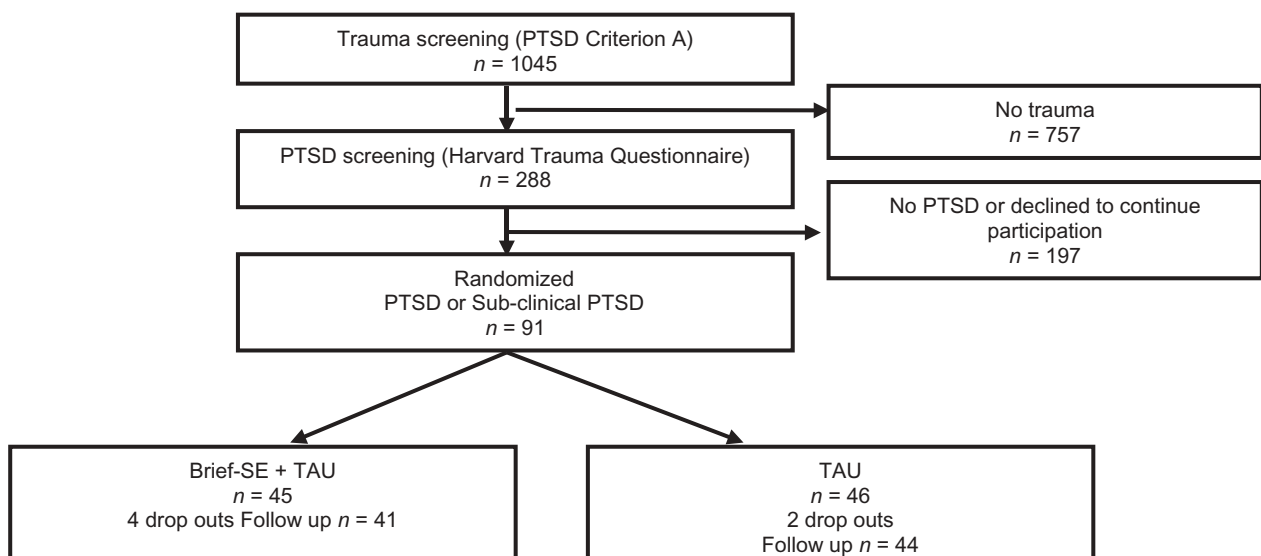 Trauma screening (PTSD Criterion A)
n = 1045
No trauma
n = 757
PTSD screening (Harvard Trauma Questionnaire)
n = 288
No PTSD or declined to continue
participation
n = 197
Randomized
PTSD or Sub-clinical PTSD
n = 91
Brief-SE + TAU
n = 45
4 drop outs Follow up n = 41
TAU
n = 46
2 drop outs
Follow up n = 44